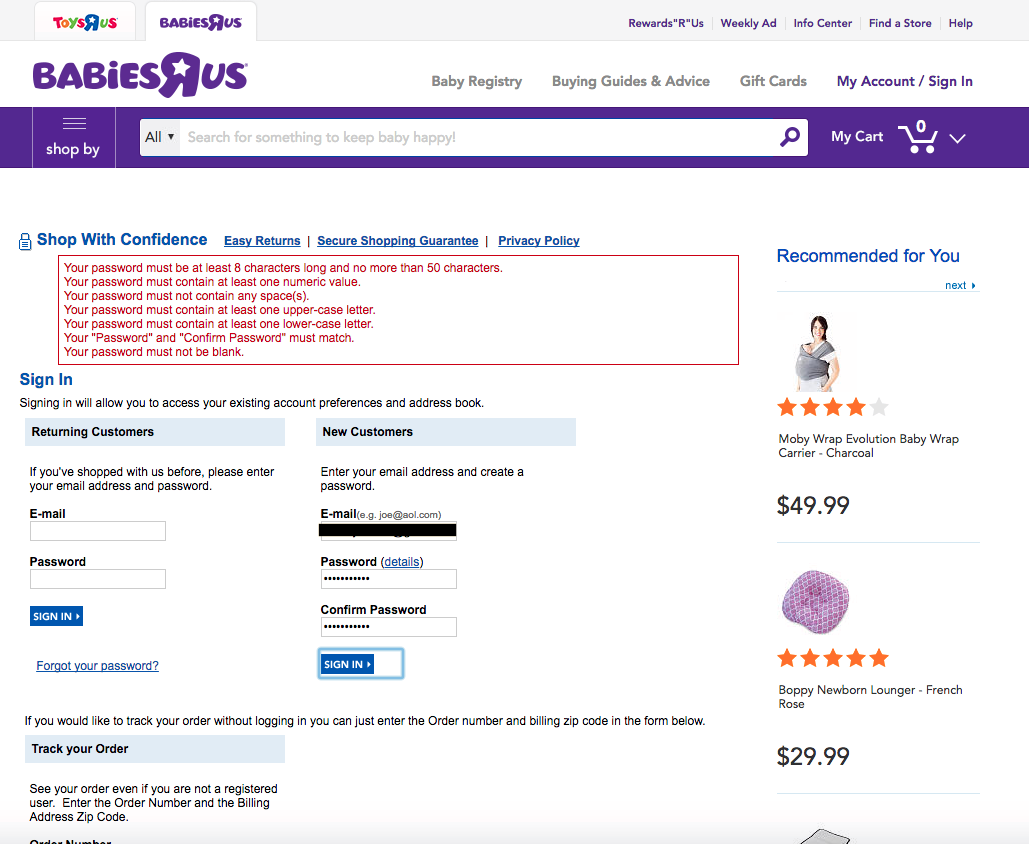 TOYSRUS
BABIESRUS
Rewards"R"Us
Weekly Ad
Info Center
Find a Store
Help
BABiESRUS
Baby Registry
Buying Guides & Advice
Gift Cards
My Account / Sign In
shop by
All
Search for something to keep baby happy!
My Cart
0
Shop With Confidence
Easy Returns | Secure Shopping Guarantee | Privacy Policy
Your password must be at least 8 characters long and no more than 50 characters.
Your password must contain at least one numeric value.
Your password must not contain any space(s).
Your password must contain at least one upper-case letter.
Your password must contain at least one lower-case letter.
Your "Password" and "Confirm Password" must match.
Your password must not be blank.
Sign In
Signing in will allow you to access your existing account preferences and address book.
Returning Customers
If you've shopped with us before, please enter
your email address and password.
E-mail
Password
SIGN IN
Forgot your password?
New Customers
Enter your email address and create a
password.
E-mail(e.g. joe@aol.com)
Password (details)
•••••••••••
Confirm Password
•••••••••••
SIGN IN
If you would like to track your order without logging in you can just enter the Order number and billing zip code in the form below.
Track your Order
See your order even if you are not a registered
user. Enter the Order Number and the Billing
Address Zip Code.
Order Number
Recommended for You
next
Moby Wrap Evolution Baby Wrap
Carrier - Charcoal
$49.99
Boppy Newborn Lounger - French
Rose
$29.99